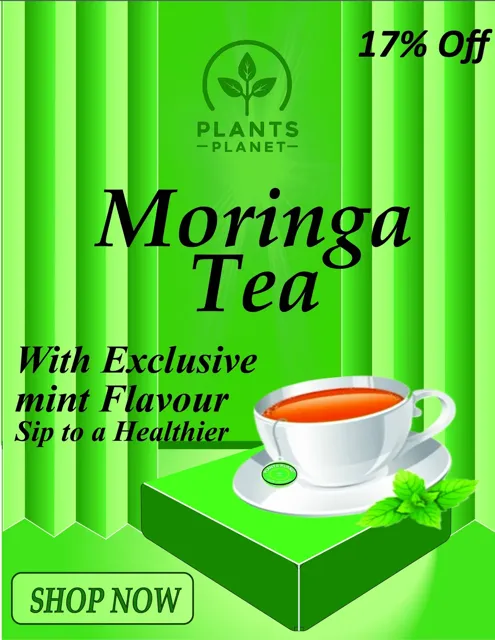 17% Off
PLANTS
PLANET
Moringa
Tea
With Exclusive
mint Flavour
Sip to a Healthier
SHOP NOW